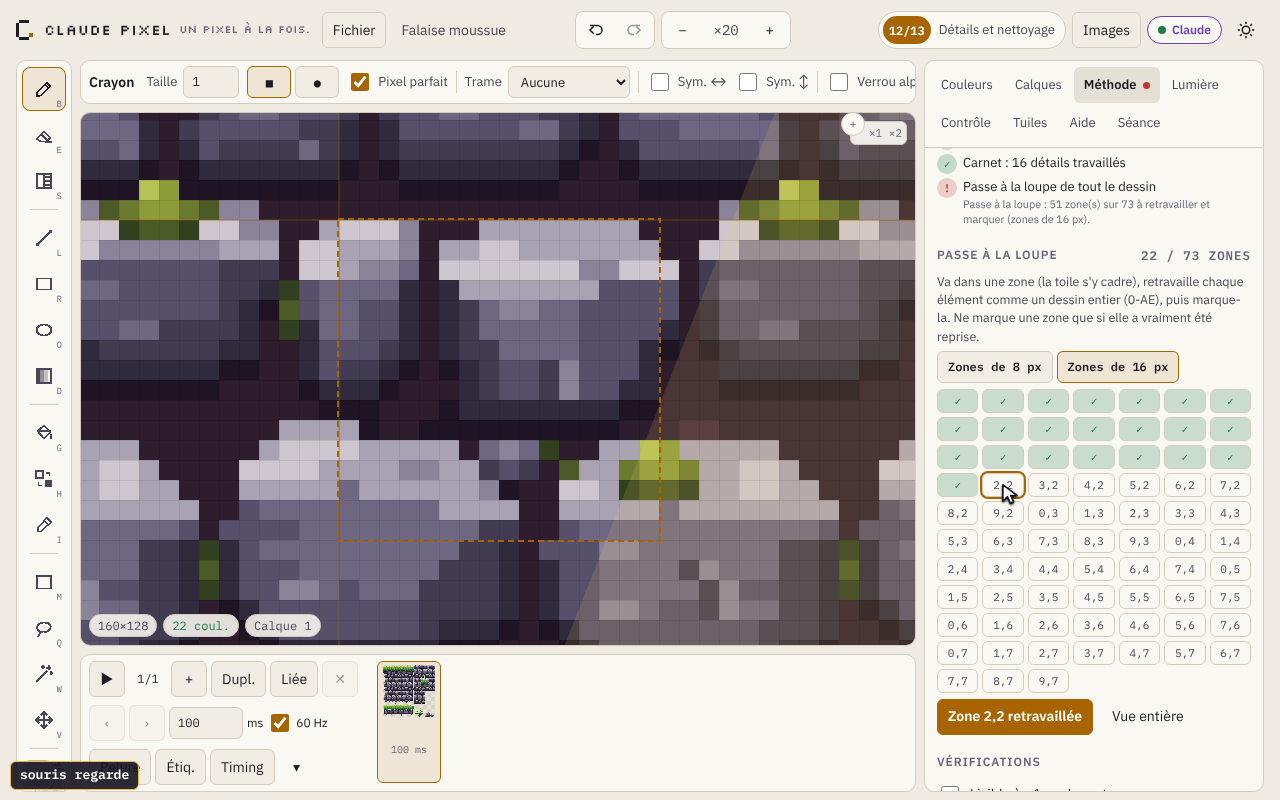 CLAUDE PIXEL UN PIXEL À LA FOIS. Fichier Falaise moussue − ×20 + 12/13 Détails et nettoyage Images Claude
Crayon Taille 1 Pixel parfait Trame Aucune Sym. ↔ Sym. ↕ Verrou alp
B
E
S
L
R
O
D
G
H
I
M
Q
W
V
+ ×1 ×2
160×128 22 coul. Calque 1
1/1 + Dupl. Liée ✕
‹ › 100 ms 60 Hz
Étiq. Timing ▼
100 ms
souris regarde
Couleurs Calques Méthode Lumière
Contrôle Tuiles Aide Séance
✓ Carnet : 16 détails travaillés
! Passe à la loupe de tout le dessin
Passe à la loupe : 51 zone(s) sur 73 à retravailler et
marquer (zones de 16 px).
PASSE À LA LOUPE 22 / 73 ZONES
Va dans une zone (la toile s'y cadre), retravaille chaque
élément comme un dessin entier (0-AE), puis marque-
la. Ne marque une zone que si elle a vraiment été
reprise.
Zones de 8 px Zones de 16 px
✓ ✓ ✓ ✓ ✓ ✓ ✓
✓ ✓ ✓ ✓ ✓ ✓ ✓
✓ ✓ ✓ ✓ ✓ ✓ ✓
✓ 2,2 3,2 4,2 5,2 6,2 7,2
8,2 9,2 0,3 1,3 2,3 3,3 4,3
5,3 6,3 7,3 8,3 9,3 0,4 1,4
2,4 3,4 4,4 5,4 6,4 7,4 0,5
1,5 2,5 3,5 4,5 5,5 6,5 7,5
0,6 1,6 2,6 3,6 4,6 5,6 7,6
0,7 1,7 2,7 3,7 4,7 5,7 6,7
7,7 8,7 9,7
Zone 2,2 retravaillée Vue entière
VÉRIFICATIONS